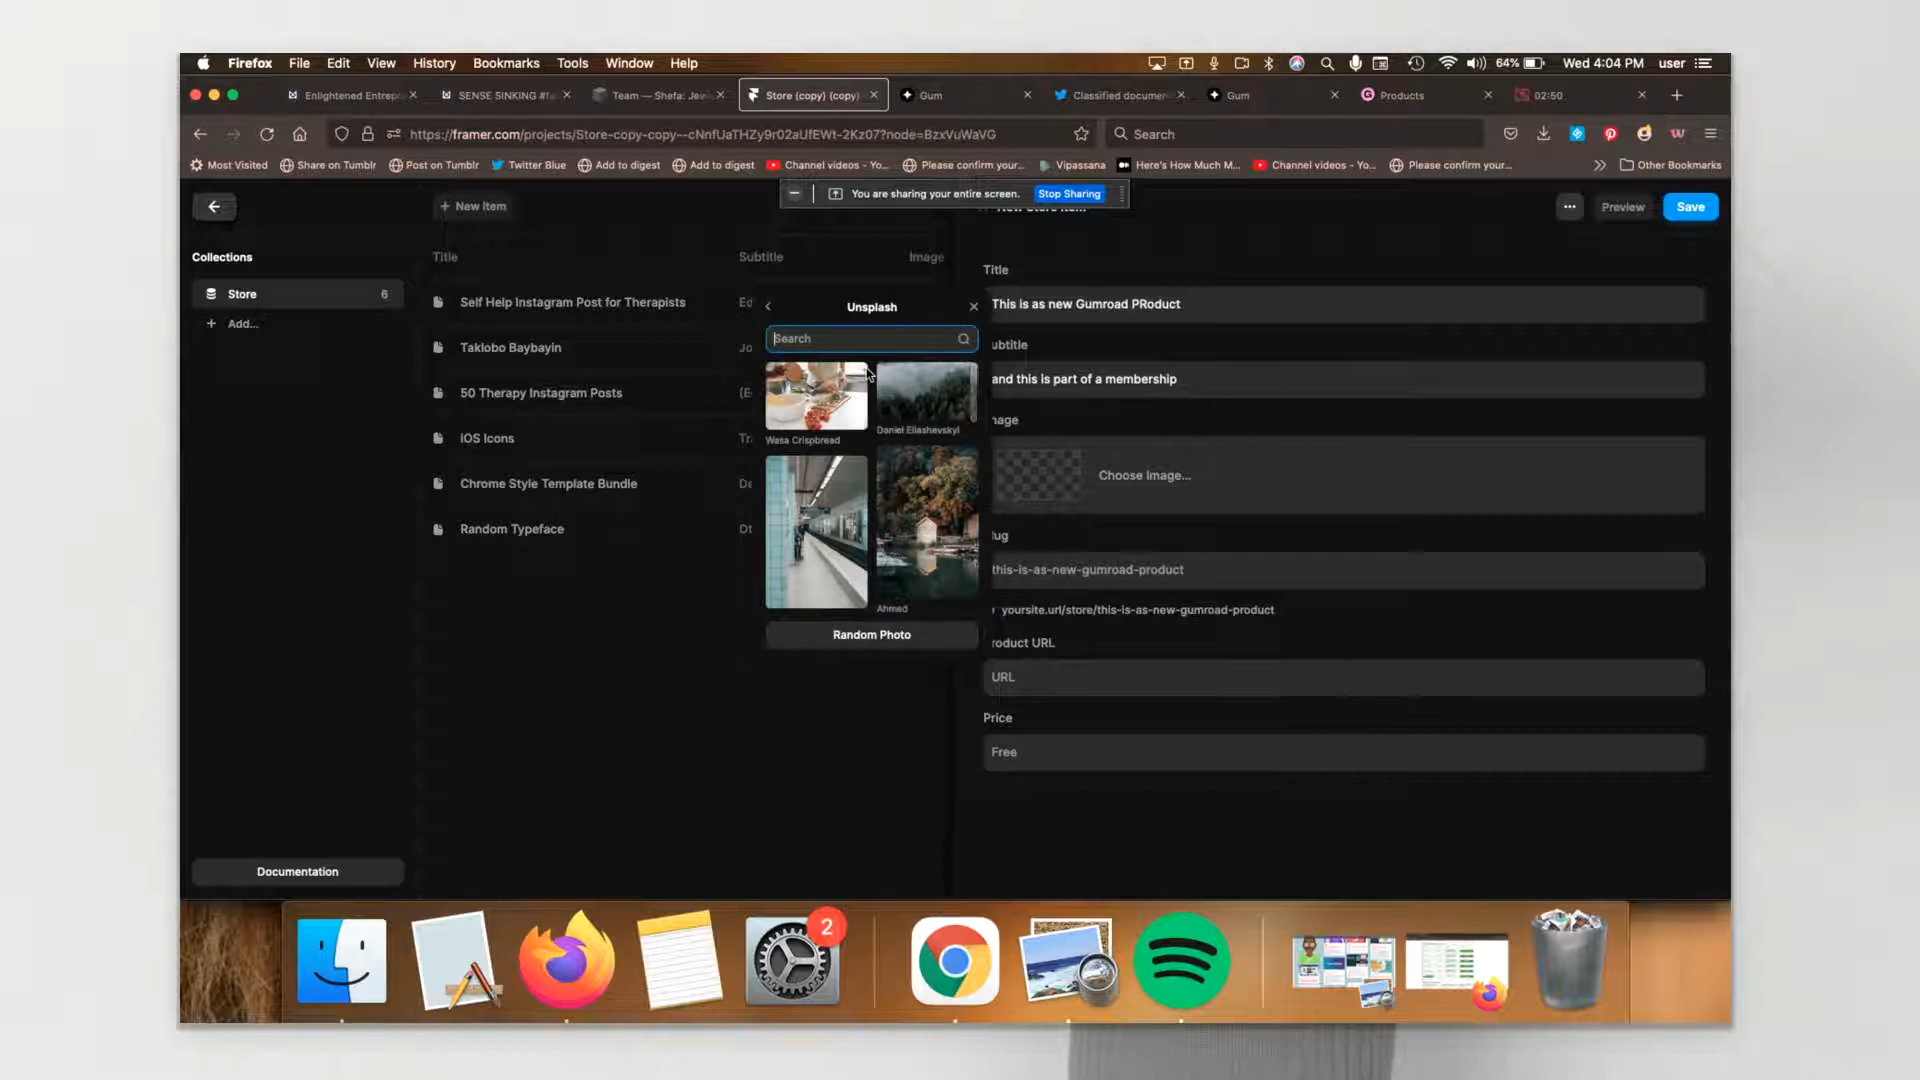 Firefox File Edit View History Bookmarks Tools Window Help 64% Wed 4:04 PM user
Enlightened Entrep SENSE SINKING Team — Shefa: Jew Store (copy) (copy) Gum Classified documen Gum Products 02:50
https://framer.com/projects/Store-copy-copy--cNnfUaTHZy9r02aUfEWt-2Kz07?node=BzxVuWaVG Search
Most Visited Share on Tumblr Post on Tumblr Twitter Blue Add to digest Add to digest Channel videos - Yo... Please confirm your... Vipassana Here's How Much M... Channel videos - Yo... Please confirm your... Other Bookmarks
You are sharing your entire screen. Stop Sharing
New Item
Preview Save
Collections
Store 6
Add...
Documentation
Title Subtitle Image
Self Help Instagram Post for Therapists Ed
Taklobo Baybayin Jo
50 Therapy Instagram Posts (E
iOS Icons Tr
Chrome Style Template Bundle De
Random Typeface Ot
Unsplash
Search
Wasa Crispbread
Daniel Eliashevskyi
Ahmed
Random Photo
Title
This is as new Gumroad PRoduct
ubtitle
and this is part of a membership
nage
Choose Image...
lug
this-is-as-new-gumroad-product
yoursite.url/store/this-is-as-new-gumroad-product
roduct URL
URL
Price
Free
2